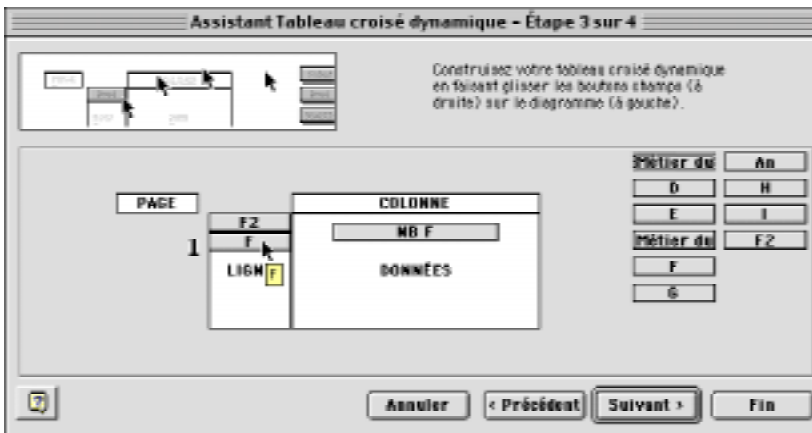 Assistant Tableau croisé dynamique - Étape 3 sur 4
Construisez votre tableau croisé dynamique
en faisant glisser les boutons champs (à
droite) sur le diagramme (à gauche).
Métier du An
D H
E I
Métier du F2
F
G
PAGE
COLONNE
F2
F
NB F
1
LIGN
F
DONNÉES
Annuler
< Précédent
Suivant >
Fin